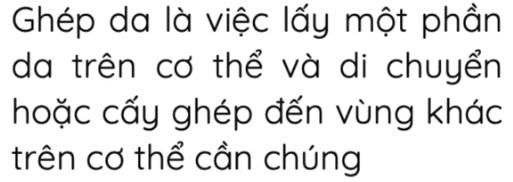 Ghép da là việc lấy một phần
da trên cơ thể và di chuyển
hoặc cấy ghép đến vùng khác
trên cơ thể cần chúng